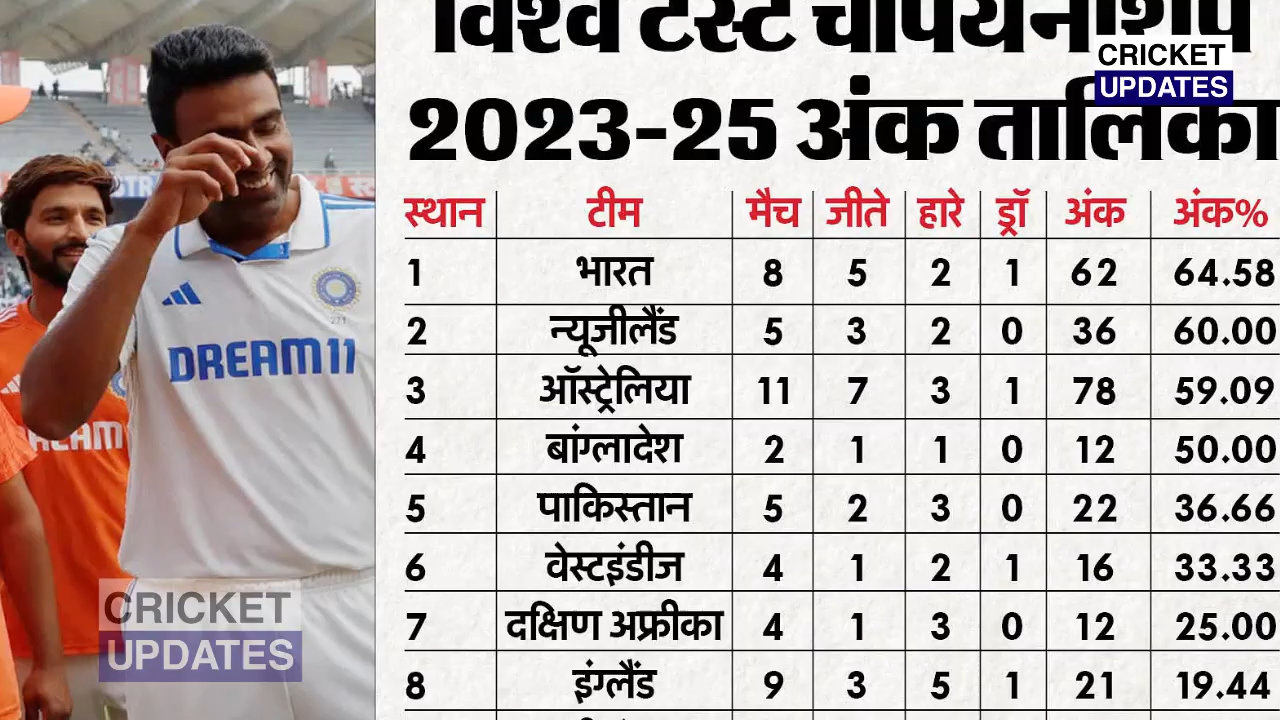 विश्व टेस्ट चैंपियनशिप
2023-25 अंक तालिका
CRICKET
UPDATES
स्थान टीम मैच जीते हारे ड्रॉ अंक अंक%
1 भारत 8 5 2 1 62 64.58
2 न्यूजीलैंड 5 3 2 0 36 60.00
3 ऑस्ट्रेलिया 11 7 3 1 78 59.09
4 बांग्लादेश 2 1 1 0 12 50.00
5 पाकिस्तान 5 2 3 0 22 36.66
6 वेस्टइंडीज 4 1 2 1 16 33.33
7 दक्षिण अफ्रीका 4 1 3 0 12 25.00
8 इंग्लैंड 9 3 5 1 21 19.44
DREAM11
221
CRICKET
UPDATES